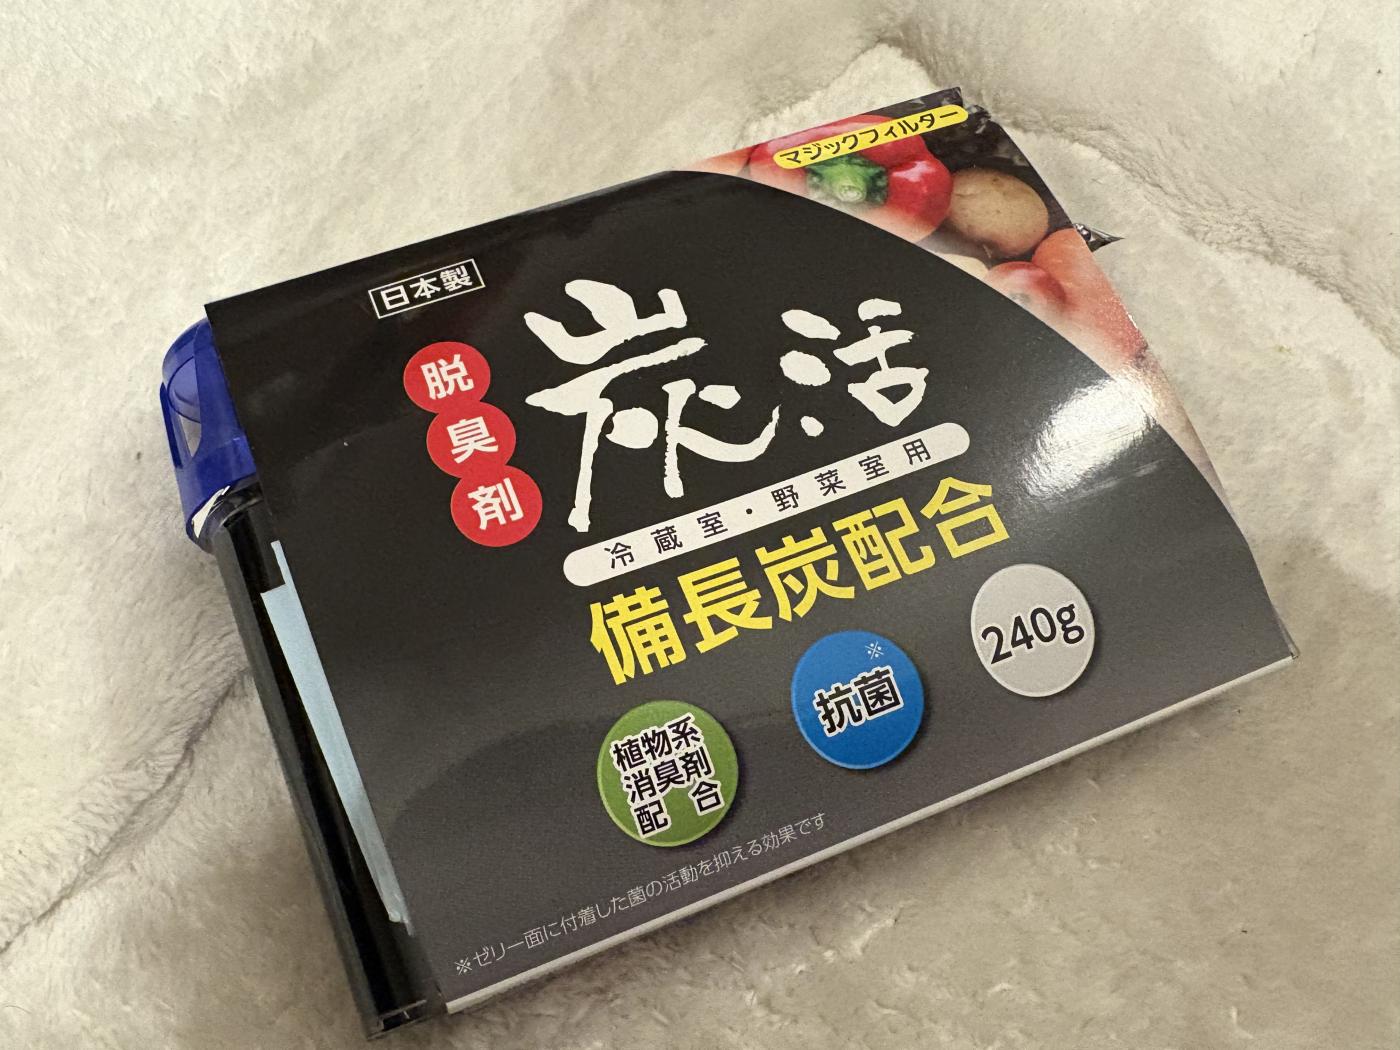 マジックフィルター
日本製
脱臭剤
炭活
冷蔵室・野菜室用
備長炭配合
240g
※
抗菌
植物系
消臭剤
配合
※ゼリー面に付着した菌の活動を抑える効果です